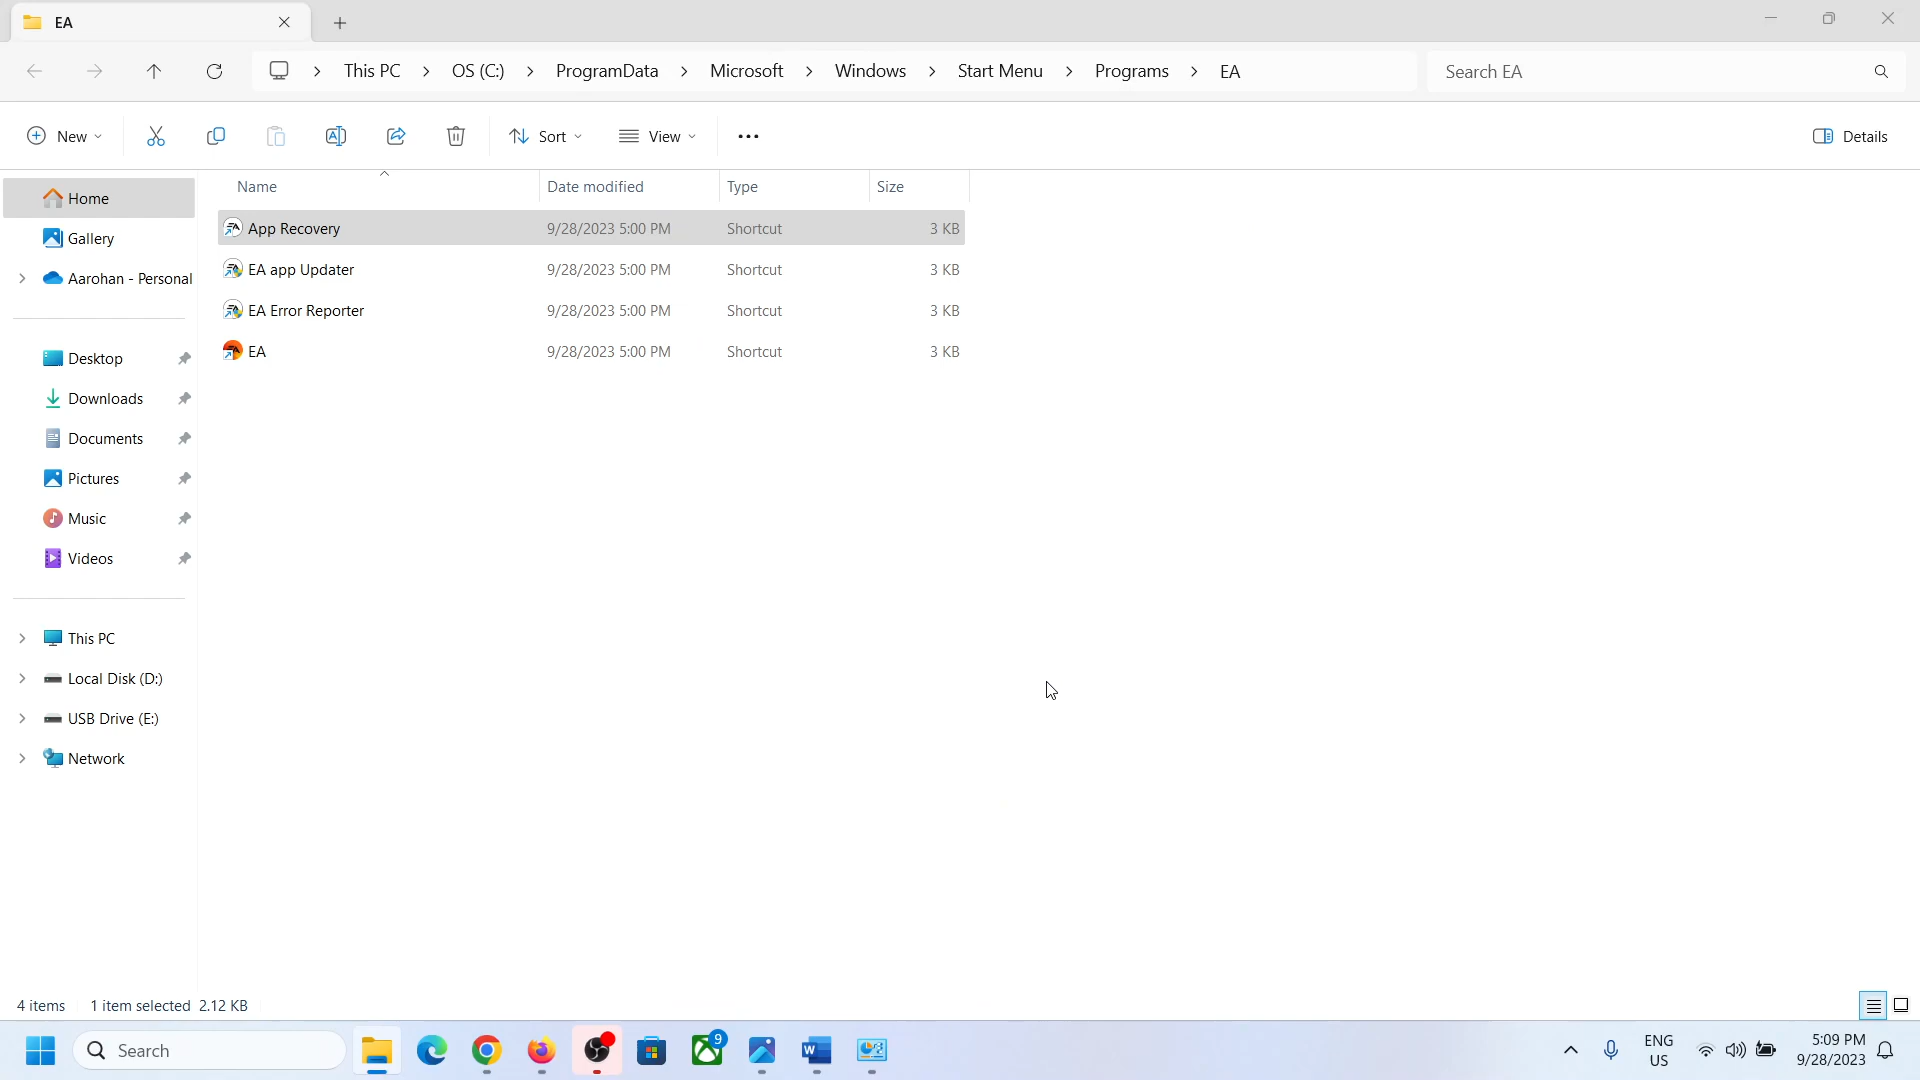 EA
This PC > OS (C:) > ProgramData > Microsoft > Windows > Start Menu > Programs > EA
Search EA
New
Sort
View
Details
Name Date modified Type Size
App Recovery 9/28/2023 5:00 PM Shortcut 3 KB
EA app Updater 9/28/2023 5:00 PM Shortcut 3 KB
EA Error Reporter 9/28/2023 5:00 PM Shortcut 3 KB
EA 9/28/2023 5:00 PM Shortcut 3 KB
Home
Gallery
Aarohan - Personal
Desktop
Downloads
Documents
Pictures
Music
Videos
This PC
Local Disk (D:)
USB Drive (E:)
Network
4 items 1 item selected 2.12 KB
Search
9
W
ENG
US
5:09 PM
9/28/2023